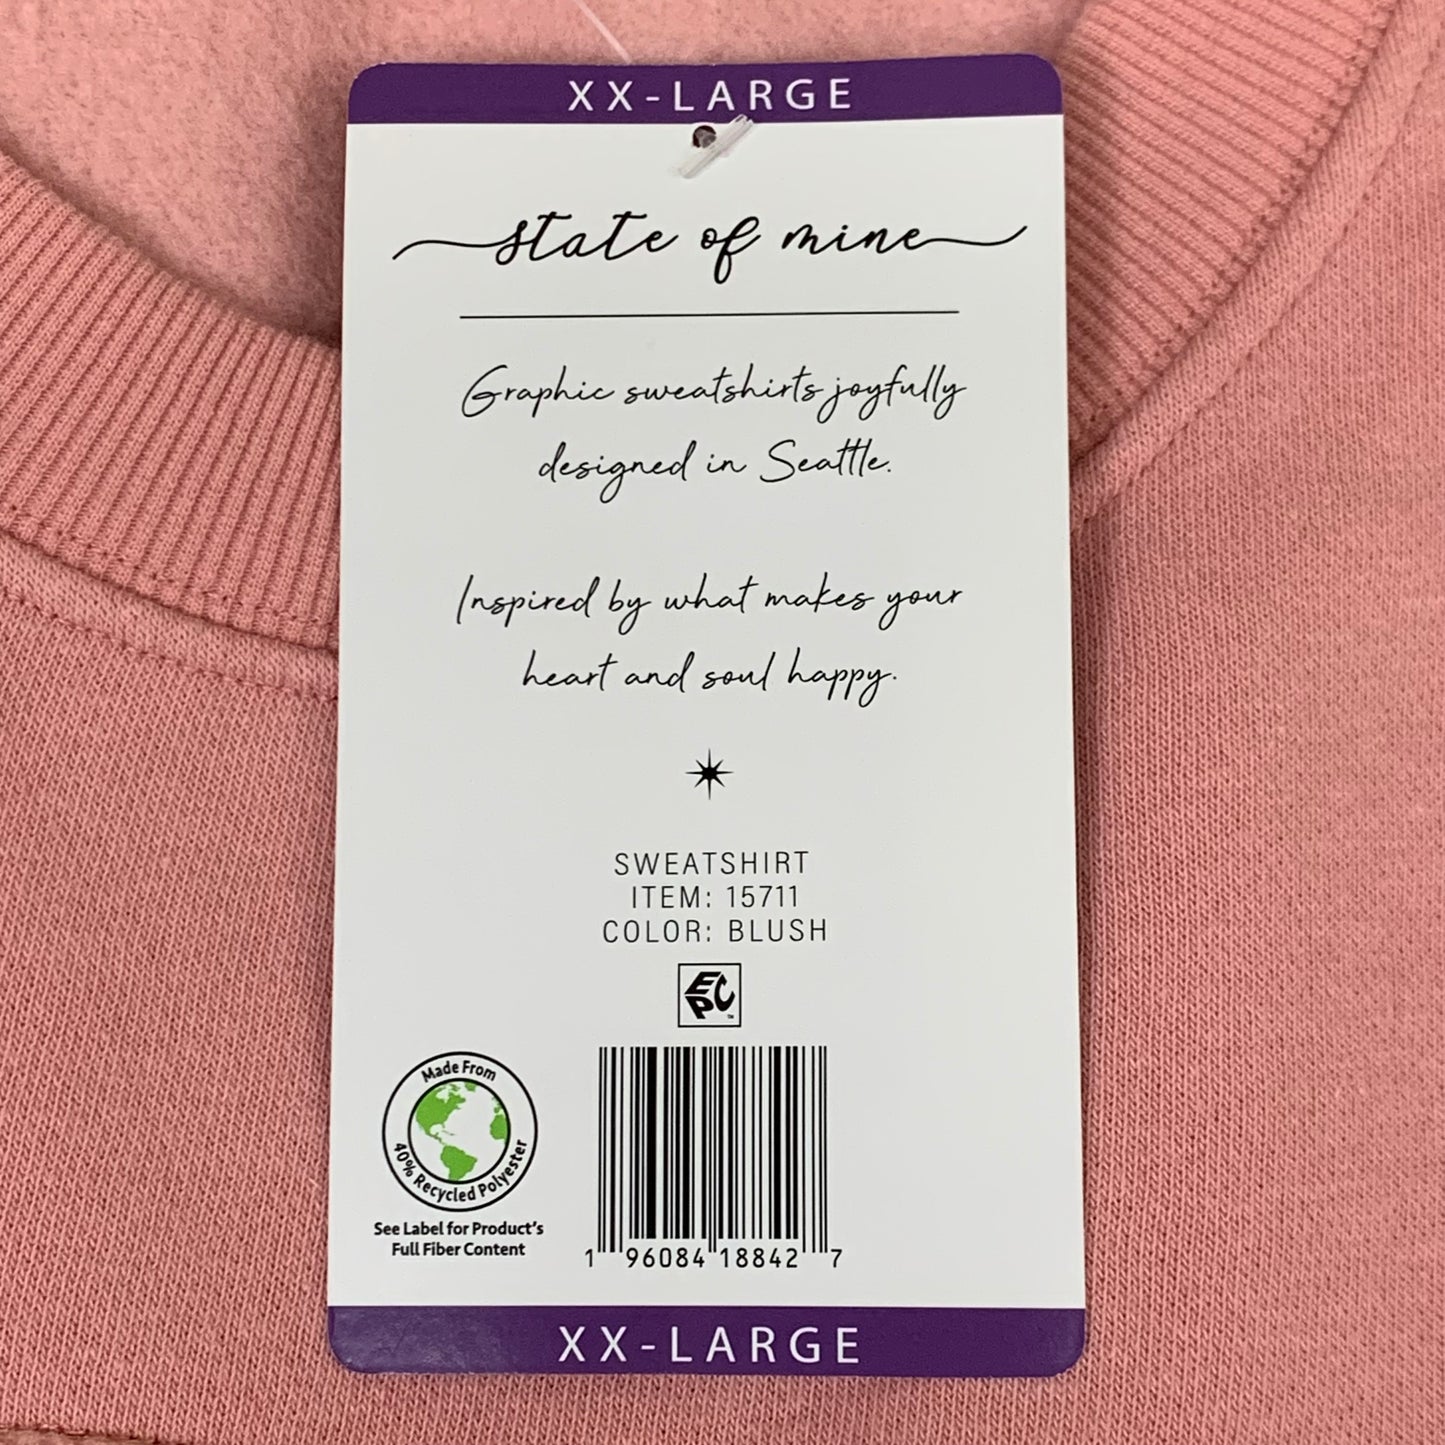 XX-LARGE
state of mine
Graphic sweatshirts joyfully
designed in Seattle.
Inspired by what makes your
heart and soul happy.
SWEATSHIRT
ITEM: 15711
COLOR: BLUSH
EPC™
Made From
40% Recycled Polyester
See Label for Product's
Full Fiber Content
1 96084 18842 7
XX-LARGE